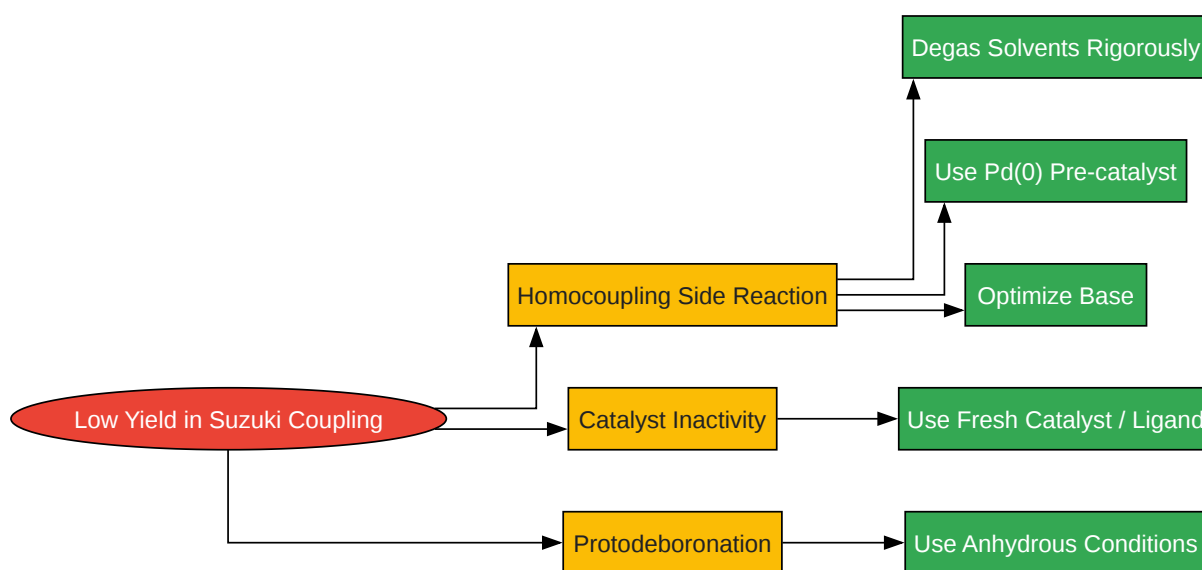 Degas Solvents Rigorously
Use Pd(0) Pre-catalyst
Homocoupling Side Reaction
Optimize Base
Low Yield in Suzuki Coupling
Catalyst Inactivity
Use Fresh Catalyst / Ligand
Protodeboronation
Use Anhydrous Conditions